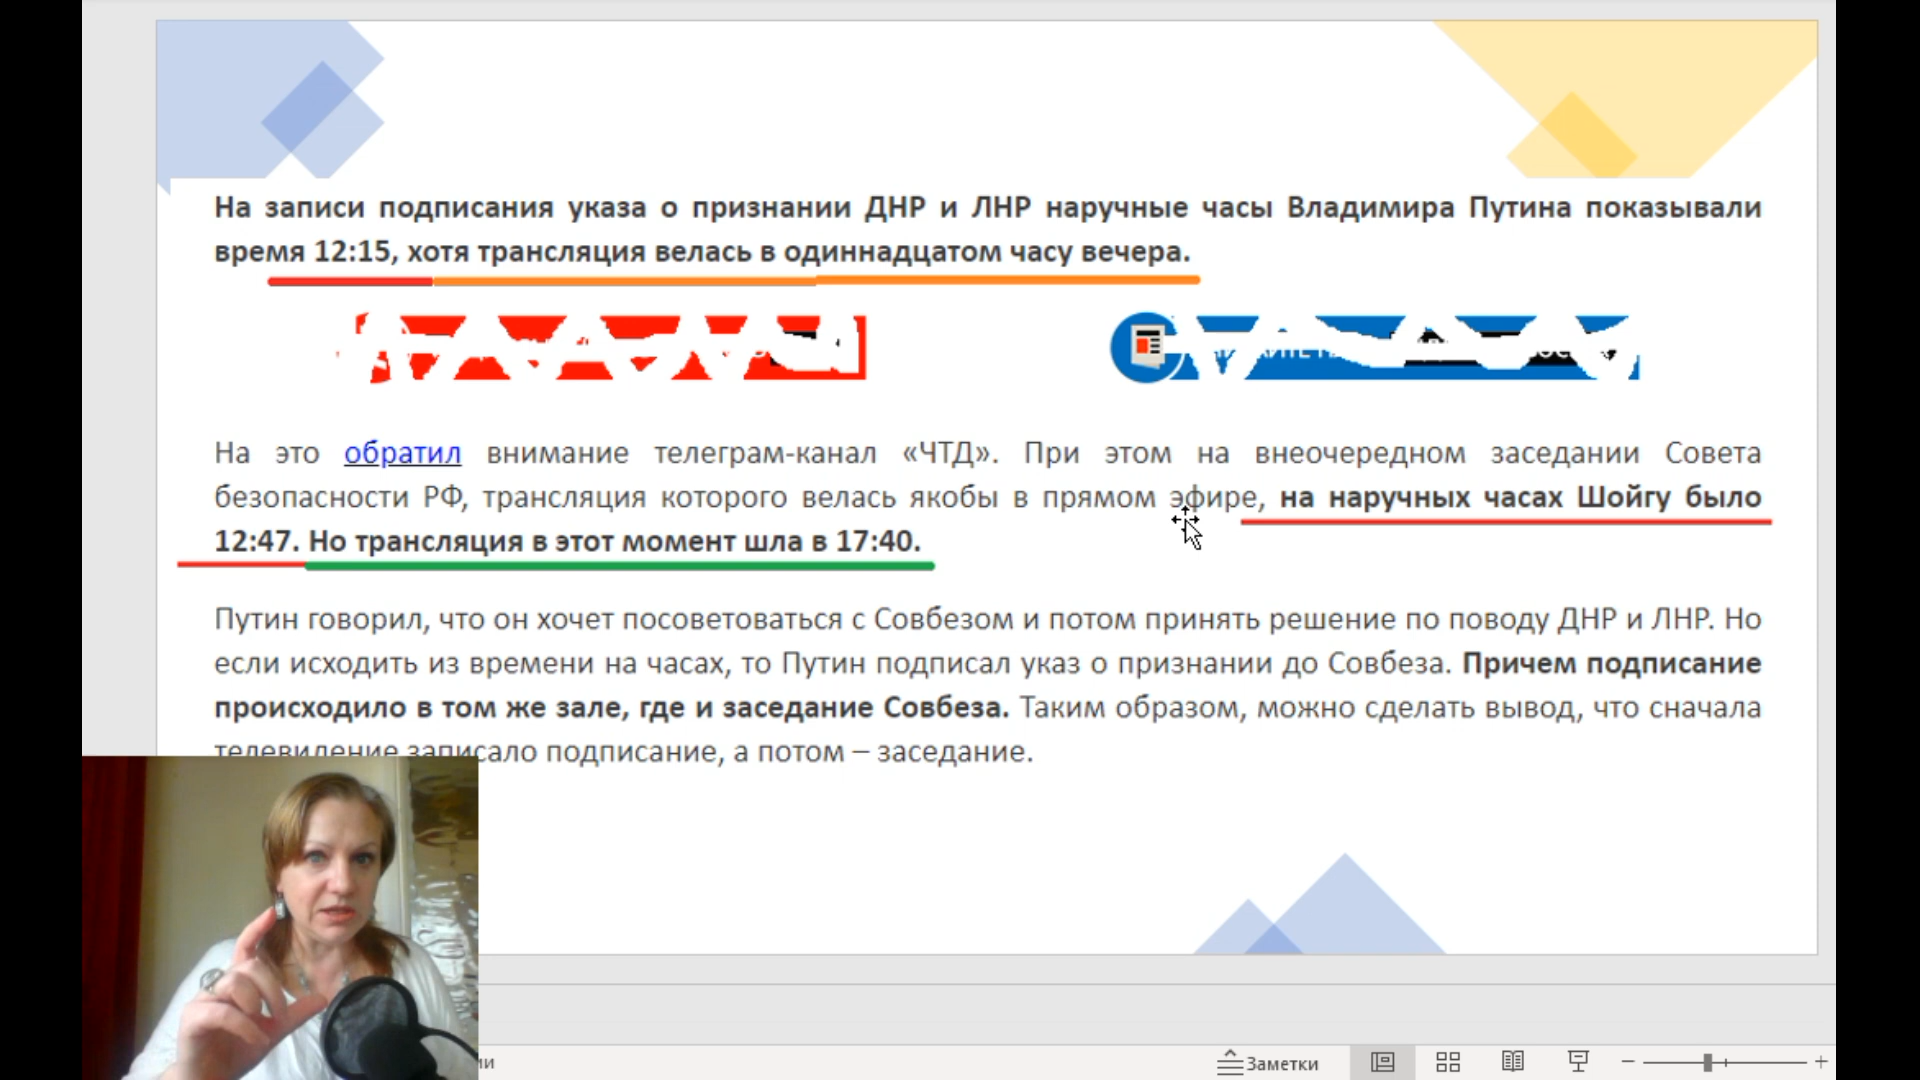 На записи подписания указа о признании ДНР и ЛНР наручные часы Владимира Путина показывали
время 12:15, хотя трансляция велась в одиннадцатом часу вечера.
На это обратил внимание телеграм-канал «ЧТД». При этом на внеочередном заседании Совета
безопасности РФ, трансляция которого велась якобы в прямом эфире, на наручных часах Шойгу было
12:47. Но трансляция в этот момент шла в 17:40.
Путин говорил, что он хочет посоветоваться с Совбезом и потом принять решение по поводу ДНР и ЛНР. Но
если исходить из времени на часах, то Путин подписал указ о признании до Совбеза. Причем подписание
происходило в том же зале, где и заседание Совбеза. Таким образом, можно сделать вывод, что сначала
телевидение записало подписание, а потом – заседание.
Заметки